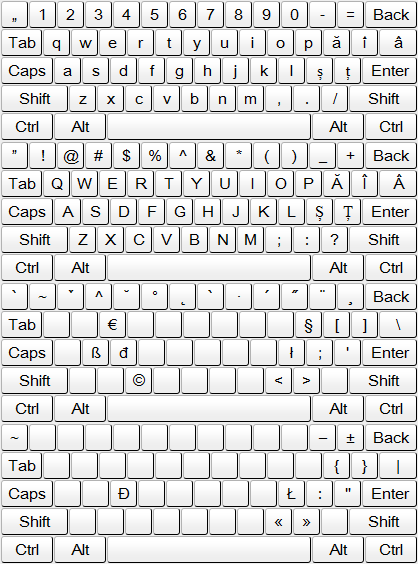 „ 1 2 3 4 5 6 7 8 9 0 - = Back
Tab q w e r t y u i o p ă î â
Caps a s d f g h j k l ș ț Enter
Shift z x c v b n m , . / Shift
Ctrl Alt Alt Ctrl
” ! @ # $ % ^ & * ( ) _ + Back
Tab Q W E R T Y U I O P Ă Î Â
Caps A S D F G H J K L Ș Ț Enter
Shift Z X C V B N M ; : ? Shift
Ctrl Alt Alt Ctrl
` ~ ˇ ^ ˘ ° ˛ ` ˙ ´ ˝ ¨ ¸ Back
Tab € § [ ] \
Caps ß đ ł ; ' Enter
Shift © < > Shift
Ctrl Alt Alt Ctrl
~ – ± Back
Tab { } |
Caps Đ Ł : " Enter
Shift « » Shift
Ctrl Alt Alt Ctrl